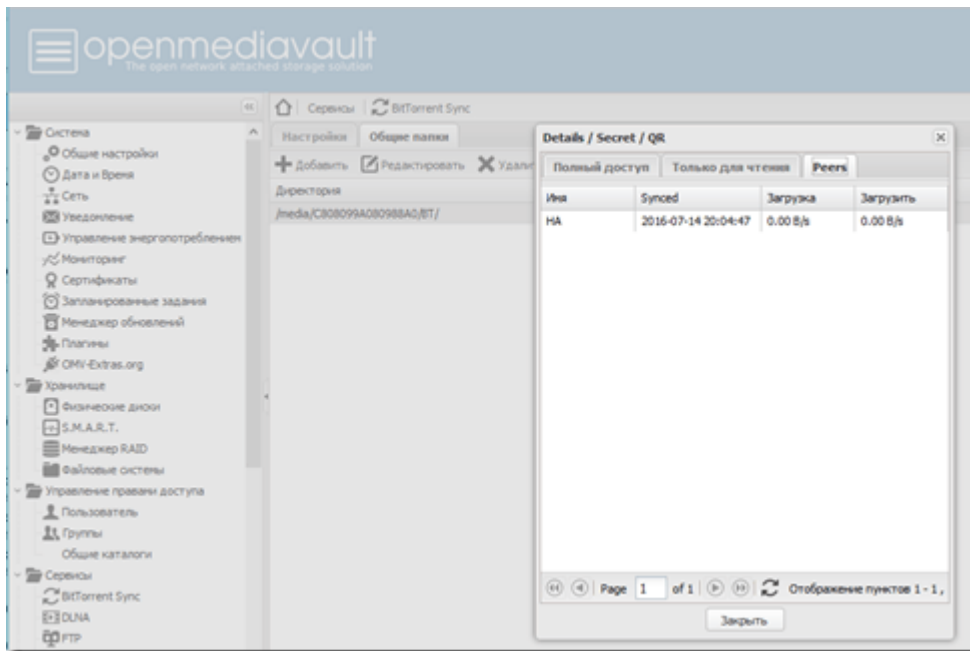 openmediavault
The open network attached storage solution
Сервисы
BitTorrent Sync
Система
Общие настройки
Дата и Время
Сеть
Уведомление
Управление энергопотреблением
Мониторинг
Сертификаты
Запланированные задания
Менеджер обновлений
Плагины
OMV-Extras.org
Хранилище
Физические диски
S.M.A.R.T.
Менеджер RAID
Файловые системы
Управление правами доступа
Пользователь
Группы
Общие каталоги
Сервисы
BitTorrent Sync
DLNA
FTP
Настройки
Общие папки
Добавить
Редактировать
Удалит
Директория
/media/C808099A080988A0/BT/
Details / Secret / QR
Полный доступ
Только для чтения
Peers
Имя Synced Загрузка Загрузить
HA 2016-07-14 20:04:47 0.00 B/s 0.00 B/s
Page 1 of 1
Отображение пунктов 1 - 1 ,
Закрыть